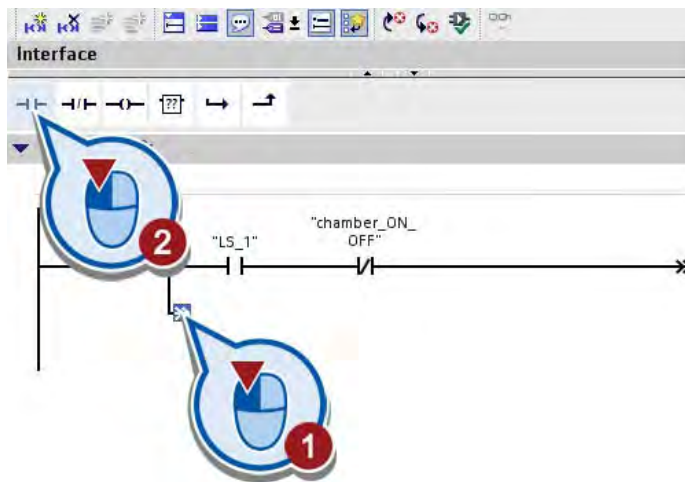 Interface
??
2
"chamber_ON_
"LS_1" OFF"
1